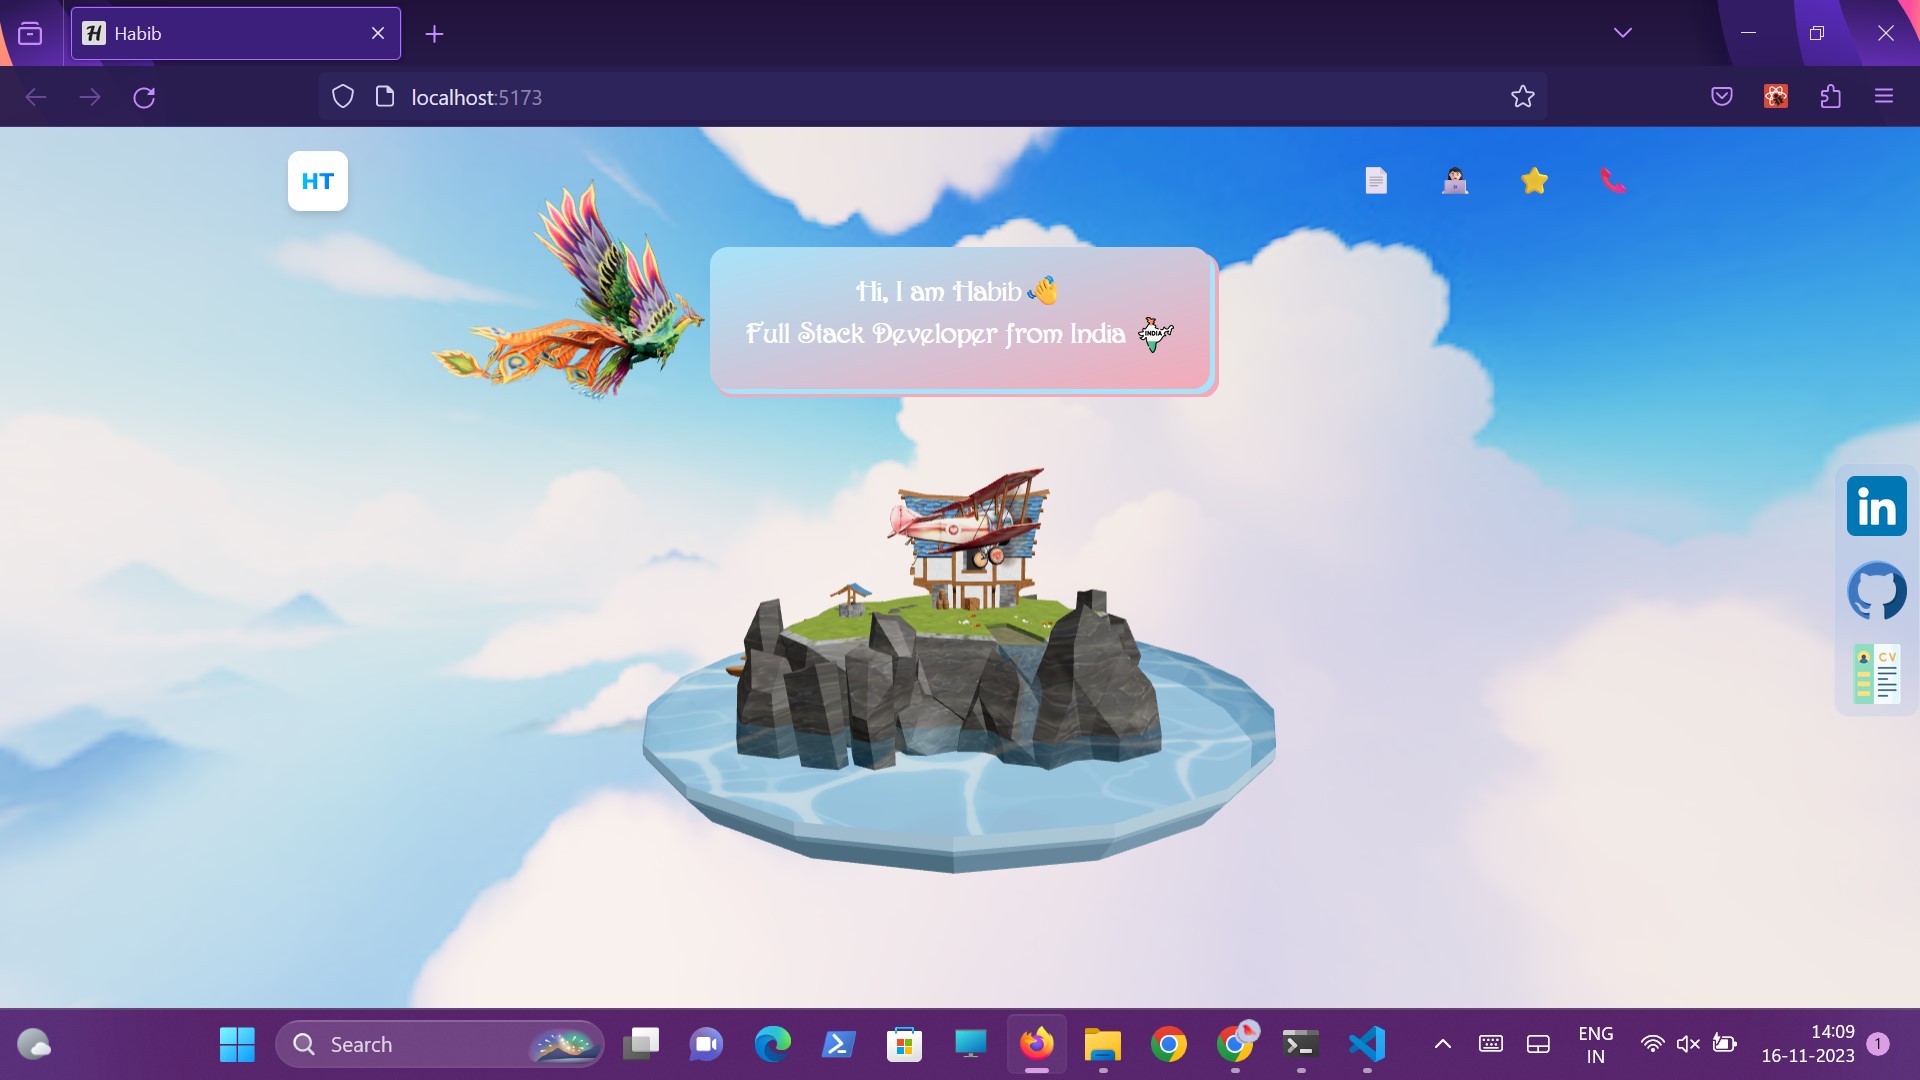 Habib
localhost:5173
HT
Hi, I am Habib
Full Stack Developer from India
INDIA
in
CV
Search
ENG
IN
14:09
16-11-2023
1